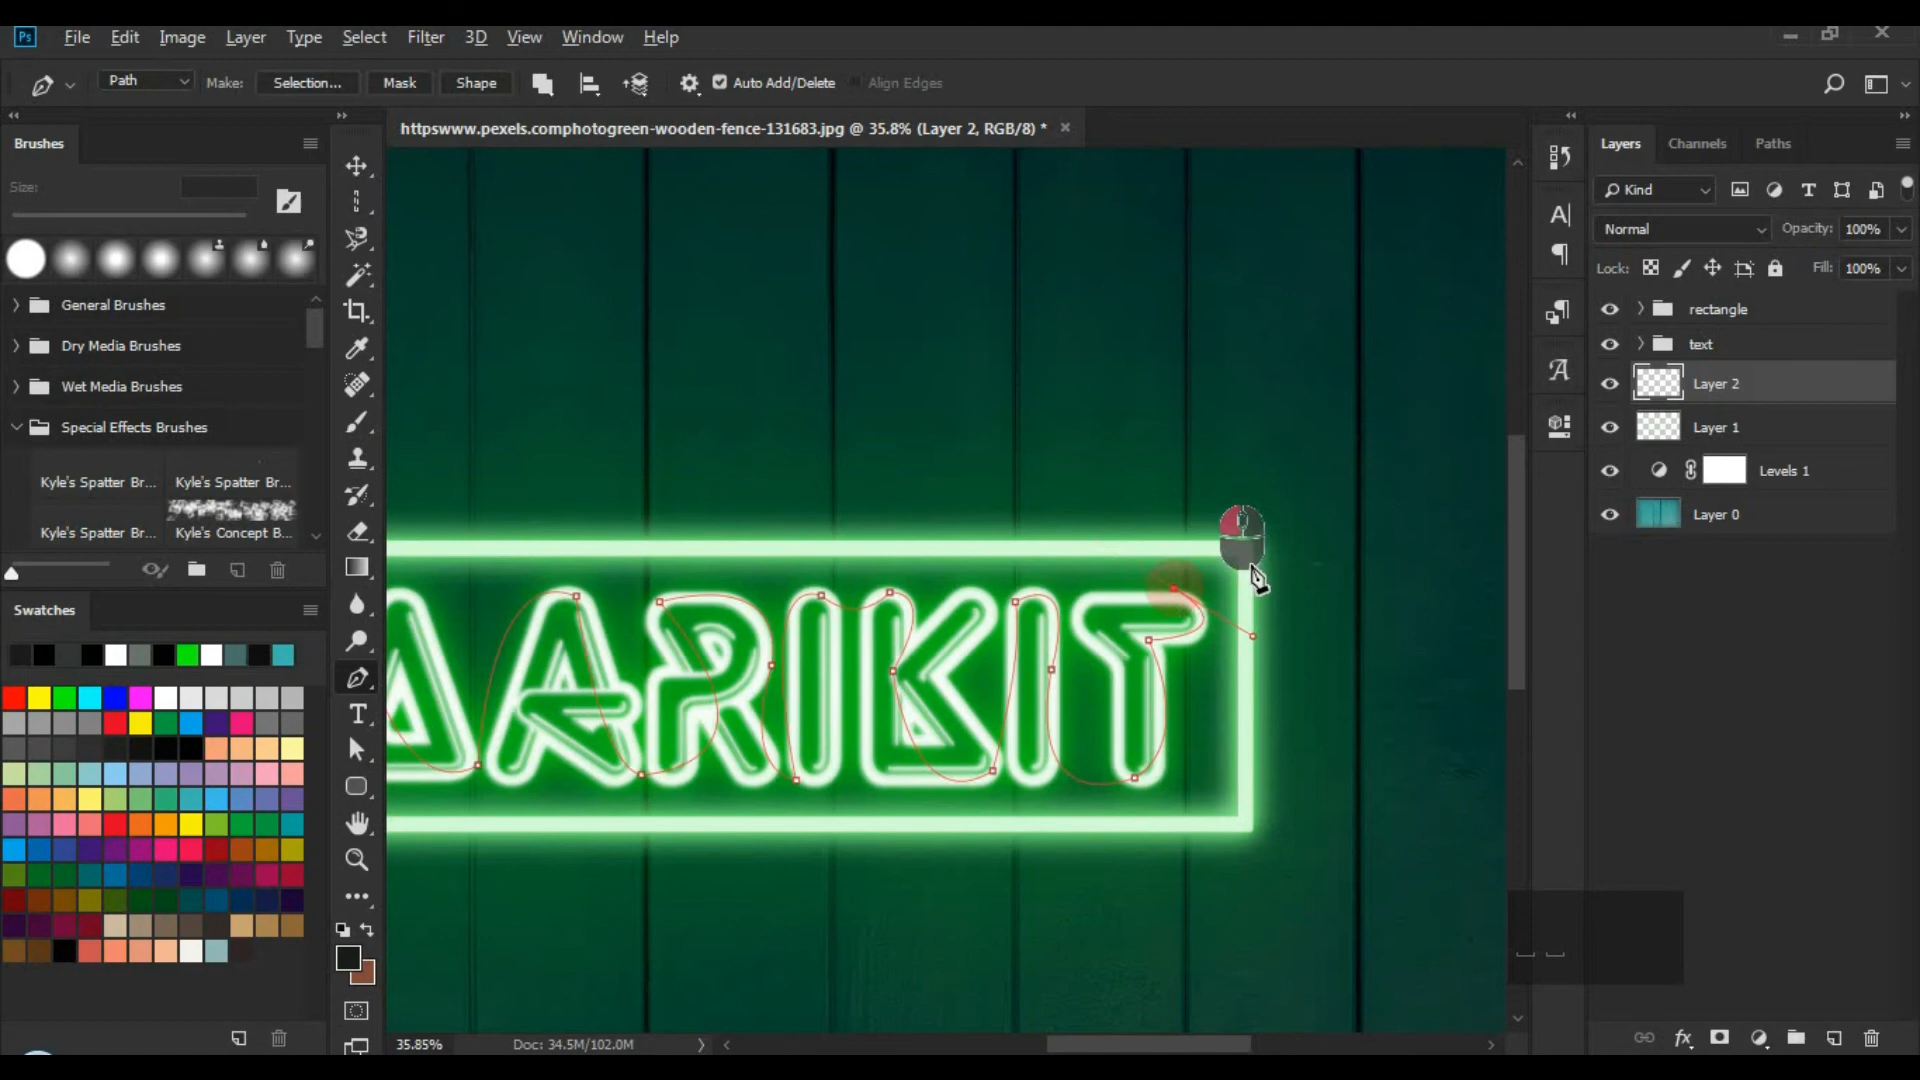 Ps File Edit Image Layer Type Select Filter 3D View Window Help
Path Make: Selection... Mask Shape Auto Add/Delete Align Edges
httpswww.pexels.comphotogreen-wooden-fence-131683.jpg @ 35.8% (Layer 2, RGB/8) *
Brushes
Size:
General Brushes
Dry Media Brushes
Wet Media Brushes
Special Effects Brushes
Kyle's Spatter Br... Kyle's Spatter Br...
Kyle's Spatter Br... Kyle's Concept B...
Swatches
AARIKIT
35.85% Doc: 34.5M/102.0M
Layers Channels Paths
Kind
Normal Opacity: 100%
Lock: Fill: 100%
rectangle
text
Layer 2
Layer 1
Levels 1
Layer 0
fx